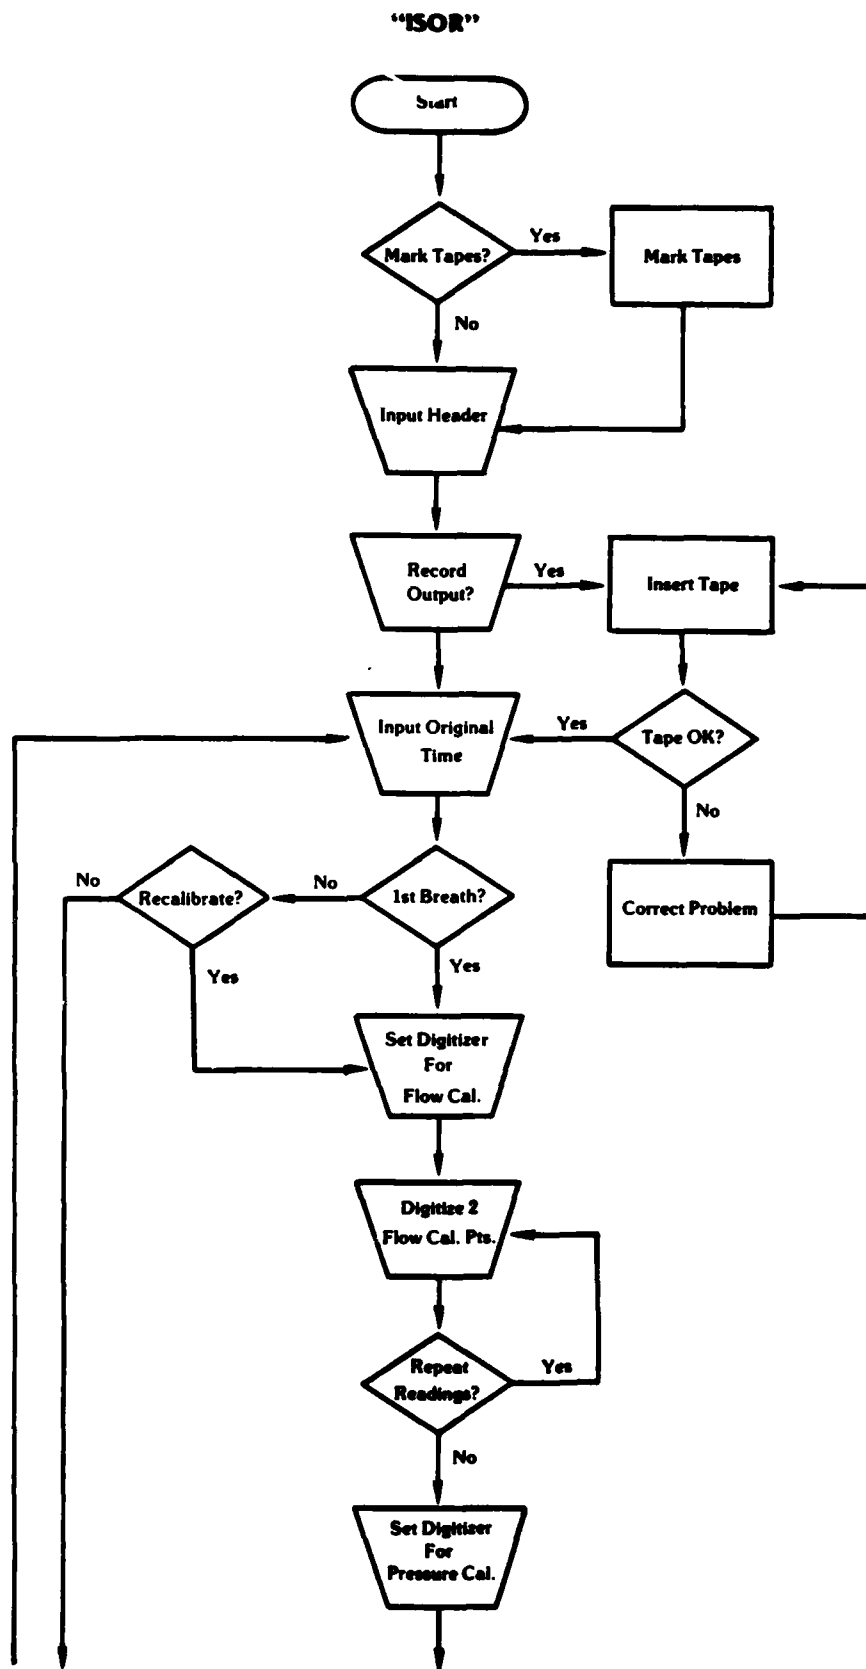 “ISOR”
Start
Mark Tapes?
Yes
Mark Tapes
No
Input Header
Record
Output?
Yes
Insert Tape
Input Original
Time
Yes
Tape OK?
No
No
Recalibrate?
No
1st Breath?
Correct Problem
Yes
Yes
Set Digitizer
For
Flow Cal.
Digitize 2
Flow Cal. Pts.
Repeat
Readings?
Yes
No
Set Digitizer
For
Pressure Cal.